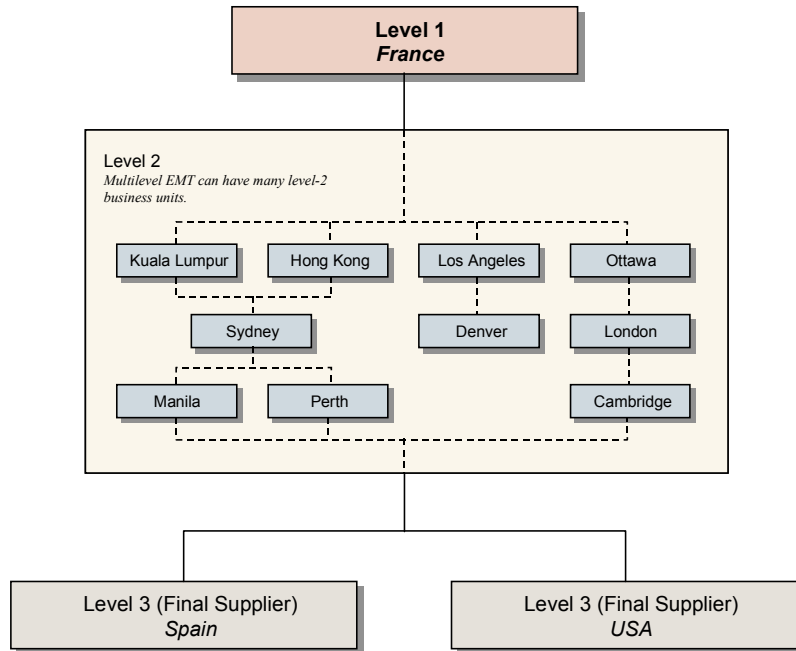 Level 1
France
Level 2
Multilevel EMT can have many level-2
business units.
Kuala Lumpur
Hong Kong
Los Angeles
Ottawa
Sydney
Denver
London
Manila
Perth
Cambridge
Level 3 (Final Supplier)
Spain
Level 3 (Final Supplier)
USA